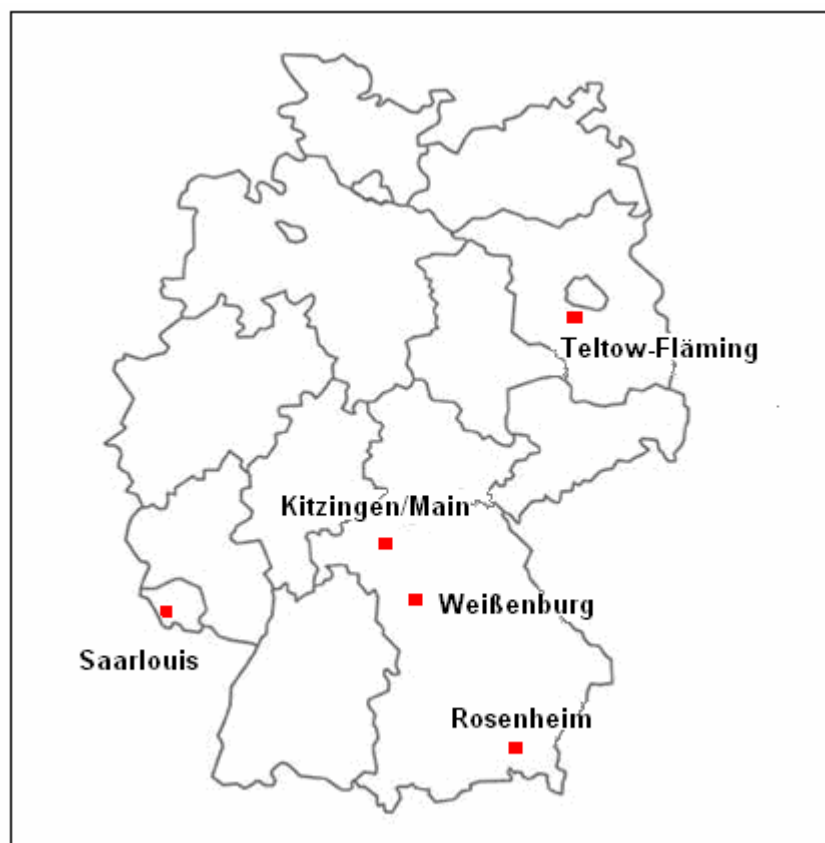 Teltow-Fläming
Kitzingen/Main
Weißenburg
Saarlouis
Rosenheim